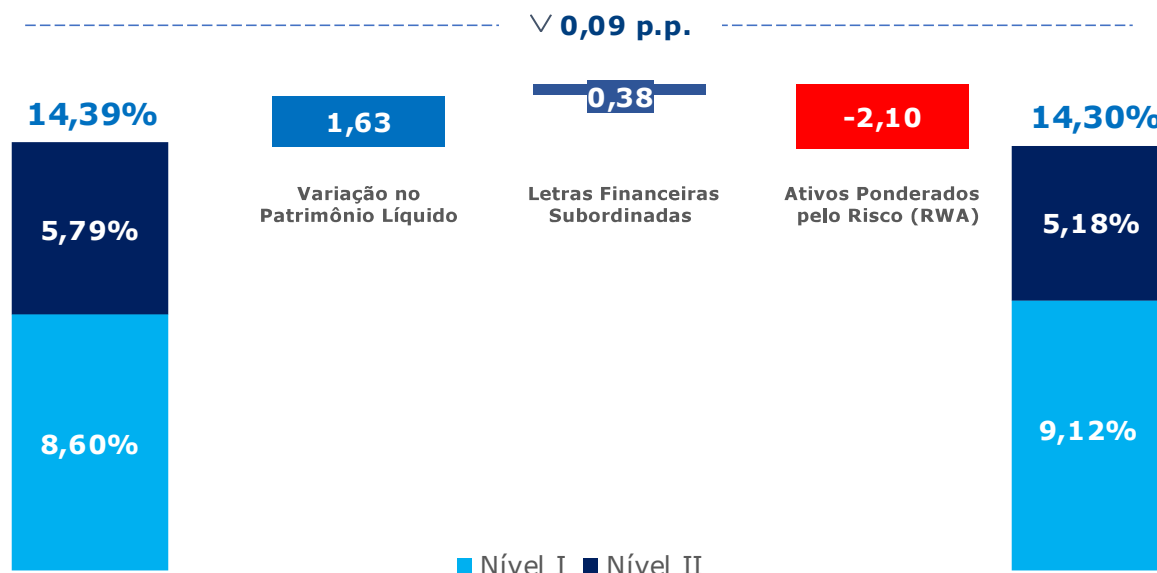 ∨ 0,09 p.p.
14,39%
5,79%
8,60%
1,63
Variação no
Patrimônio Líquido
0,38
Letras Financeiras
Subordinadas
-2,10
Ativos Ponderados
pelo Risco (RWA)
14,30%
5,18%
9,12%
Nível I Nível II